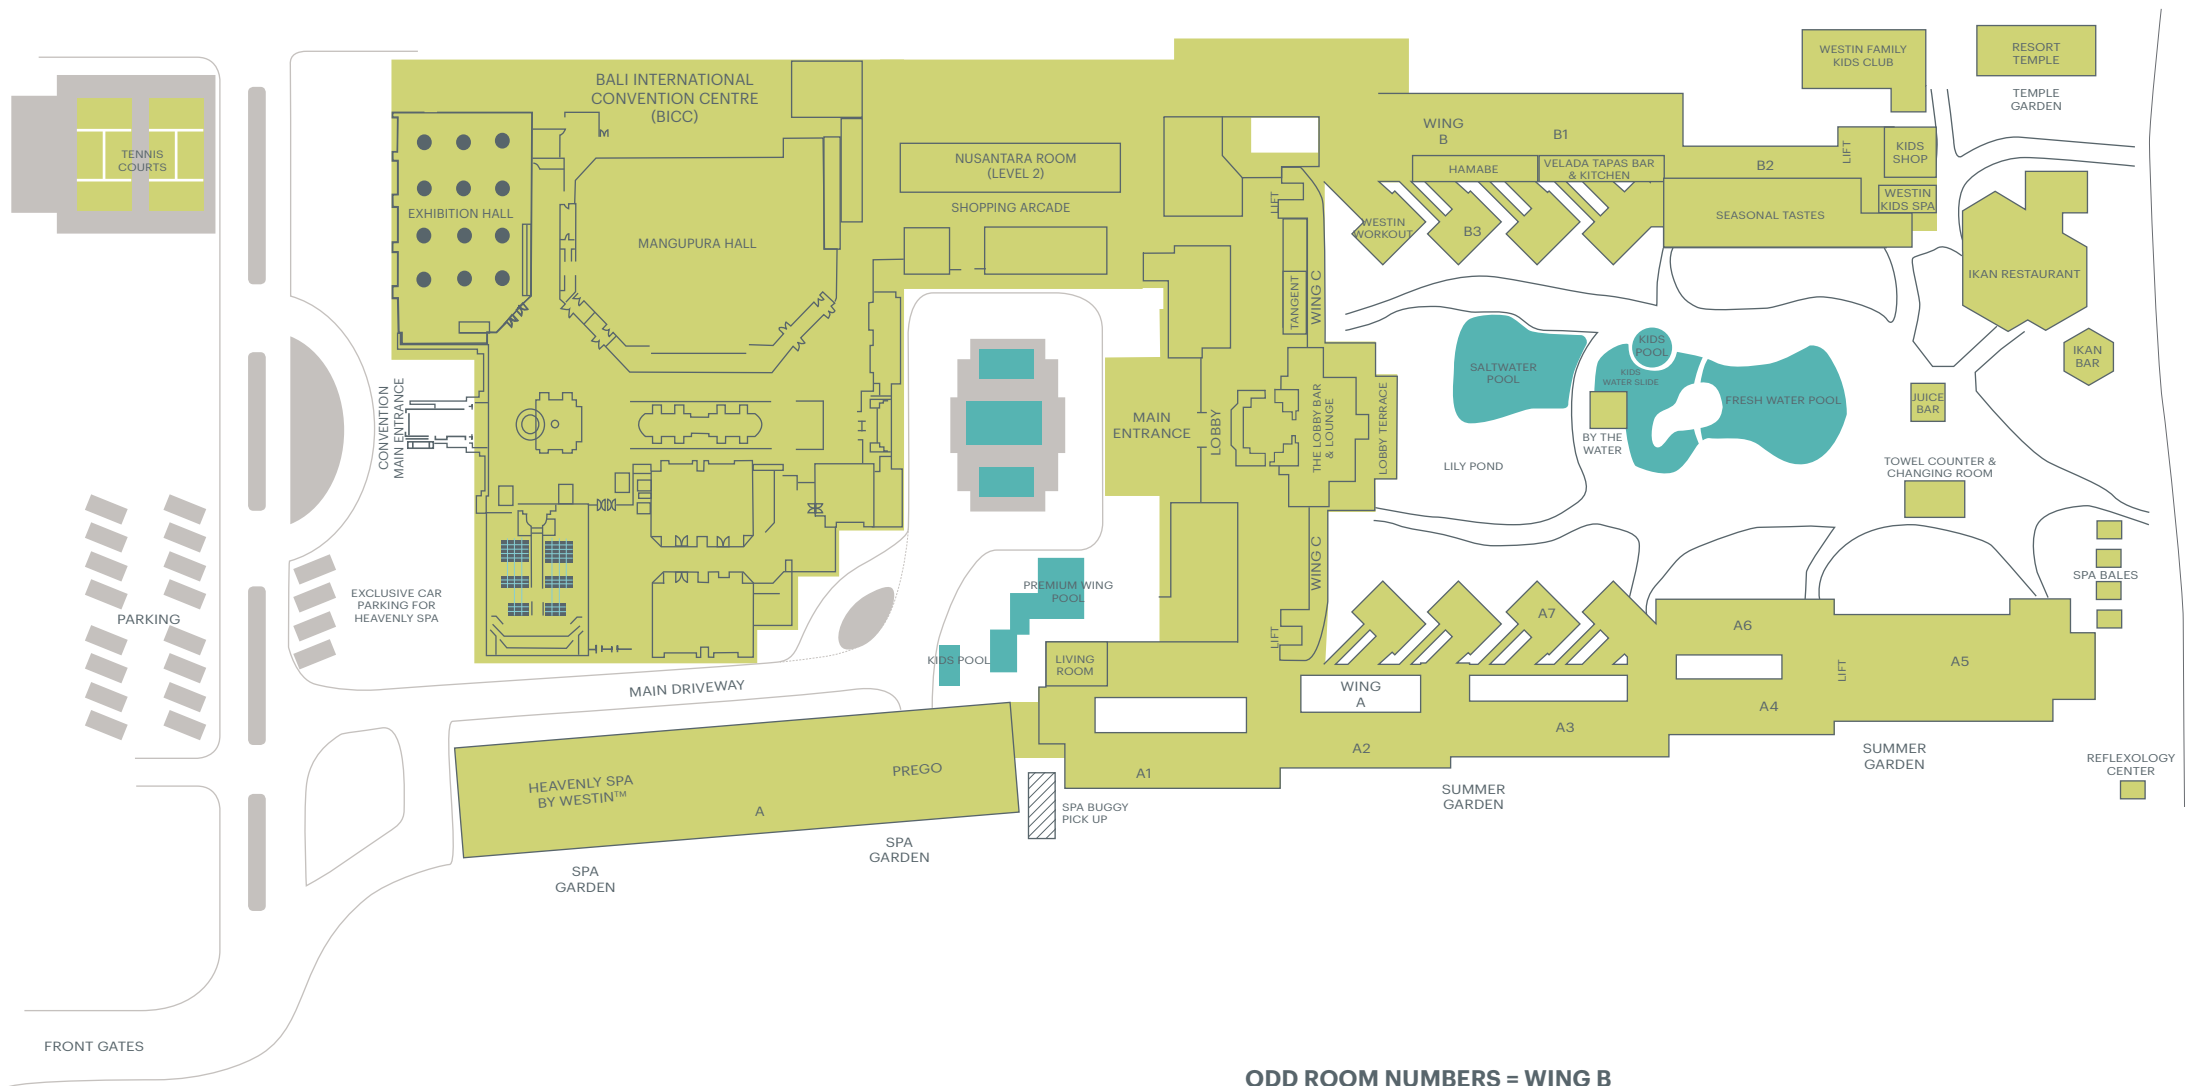 WESTIN FAMILY
KIDS CLUB
RESORT
TEMPLE
TEMPLE
GARDEN
BALI INTERNATIONAL
CONVENTION CENTRE
(BICC)
TENNIS
COURTS
EXHIBITION HALL
MANGUPURA HALL
NUSANTARA ROOM
(LEVEL 2)
SHOPPING ARCADE
WING
B
B1
B2
LIFT
KIDS
SHOP
HAMABE
VELADA TAPAS BAR
& KITCHEN
WESTIN
KIDS SPA
LIFT
WESTIN
WORKOUT
B3
SEASONAL TASTES
IKAN RESTAURANT
TANGENT
WING C
IKAN
BAR
KIDS
POOL
KIDS
WATER SLIDE
SALTWATER
POOL
FRESH WATER POOL
JUICE
BAR
CONVENTION
MAIN ENTRANCE
MAIN
ENTRANCE
LOBBY
THE LOBBY BAR
& LOUNGE
LOBBY TERRACE
BY THE
WATER
LILY POND
TOWEL COUNTER &
CHANGING ROOM
WING C
SPA BALES
EXCLUSIVE CAR
PARKING FOR
HEAVENLY SPA
PARKING
PREMIUM WING
POOL
KIDS POOL
LIVING
ROOM
LIFT
A7
A6
LIFT
A5
MAIN DRIVEWAY
WING
A
A4
A3
A2
A1
HEAVENLY SPA
BY WESTIN™
PREGO
A
SUMMER
GARDEN
REFLEXOLOGY
CENTER
SUMMER
GARDEN
SPA BUGGY
PICK UP
SPA
GARDEN
SPA
GARDEN
FRONT GATES
ODD ROOM NUMBERS = WING B